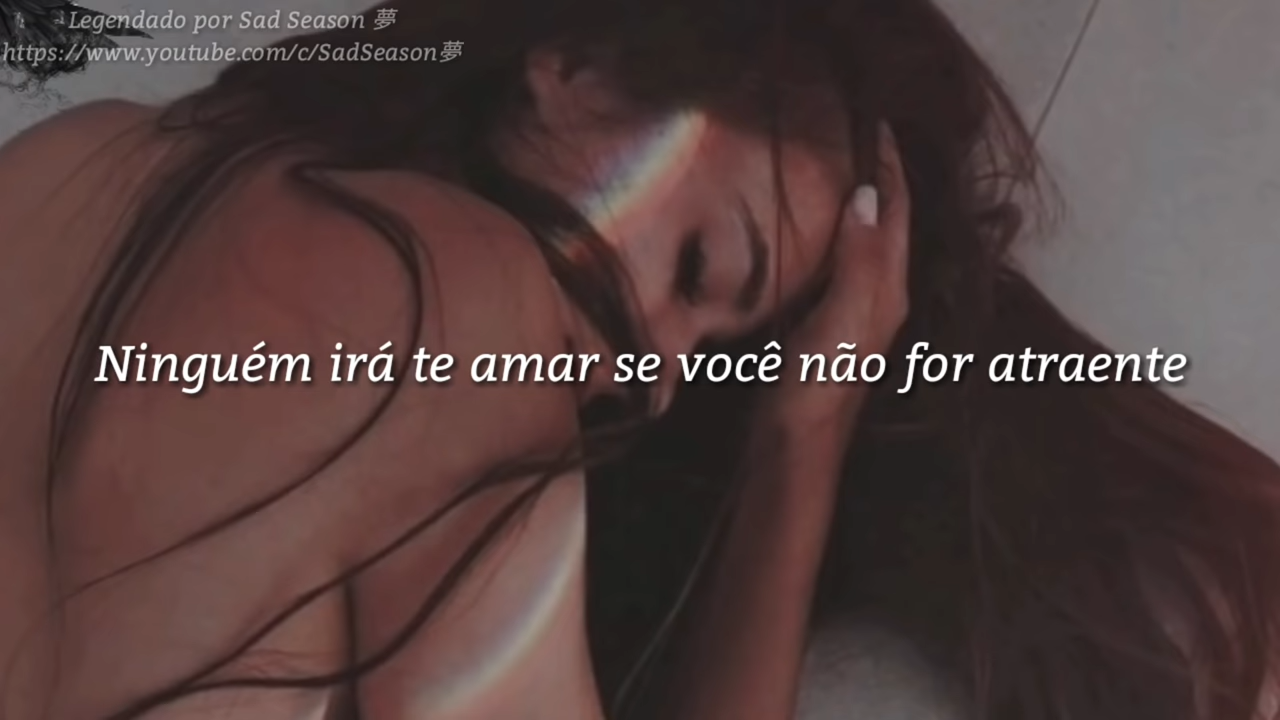 Legendado por Sad Season 夢
https://www.youtube.com/c/SadSeason夢
Ninguém irá te amar se você não for atraente